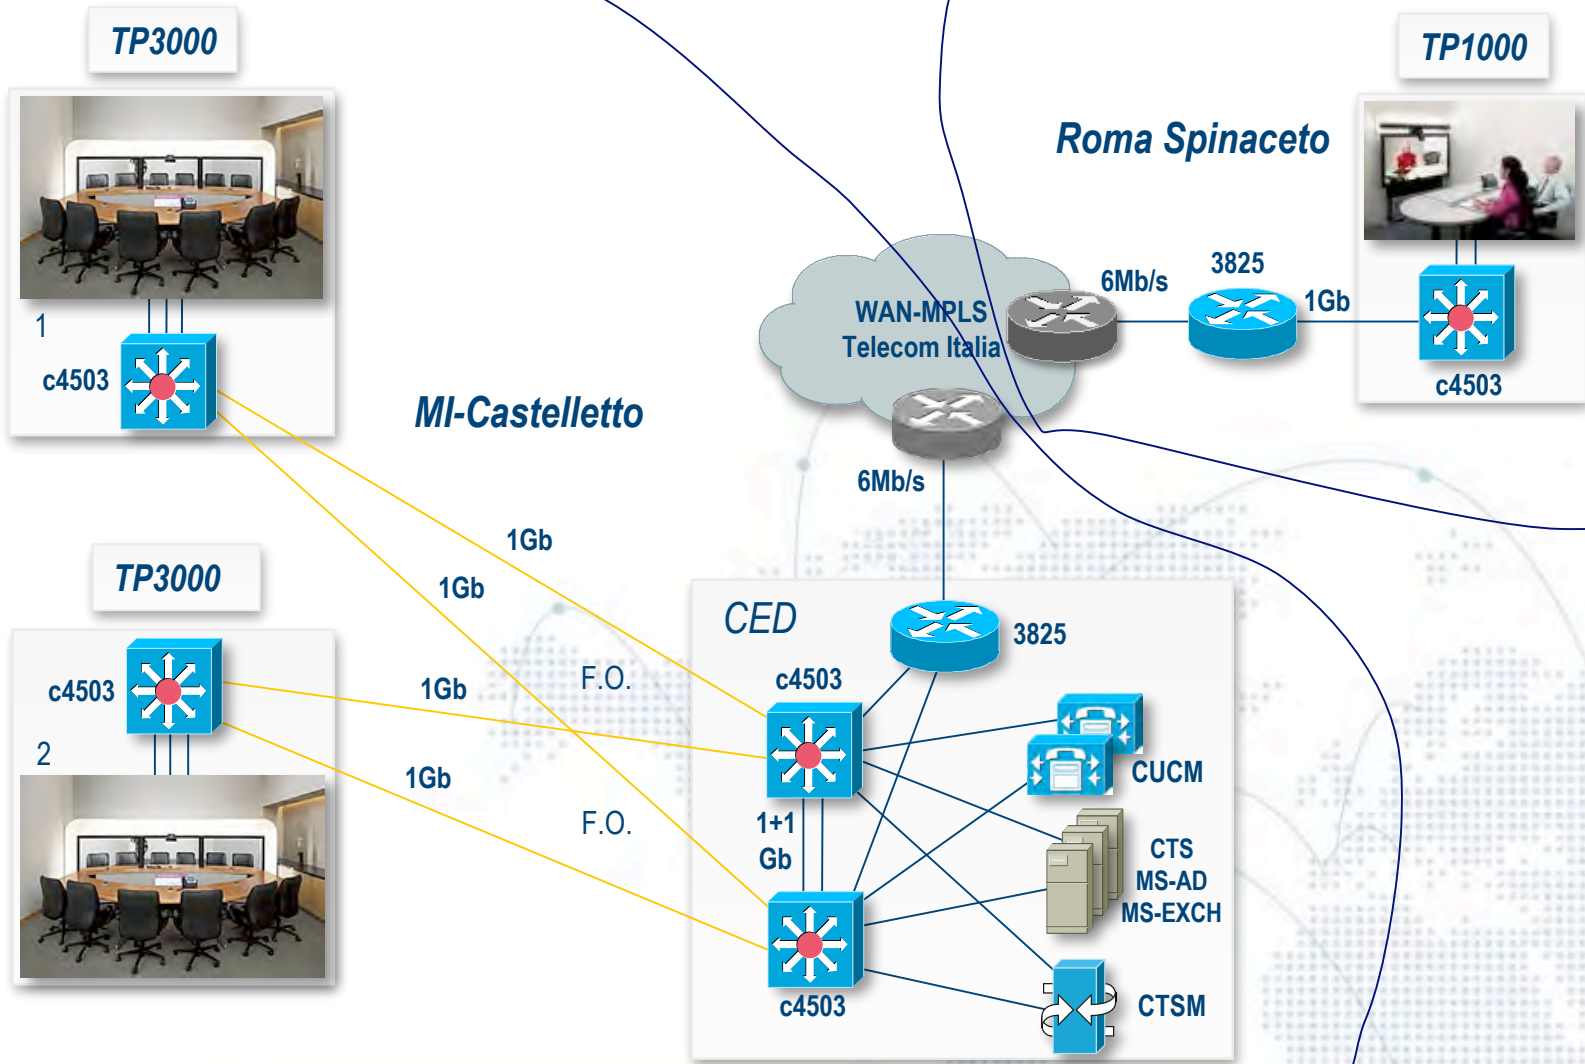 TP3000
TP1000
Roma Spinaceto
1
c4503
MI-Castelletto
WAN-MPLS
Telecom Italia
6Mb/s
3825
1Gb
c4503
6Mb/s
1Gb
1Gb
TP3000
c4503
2
1Gb
F.O.
1Gb
F.O.
CED
3825
c4503
CUCM
1+1
Gb
CTS
MS-AD
MS-EXCH
c4503
CTSM